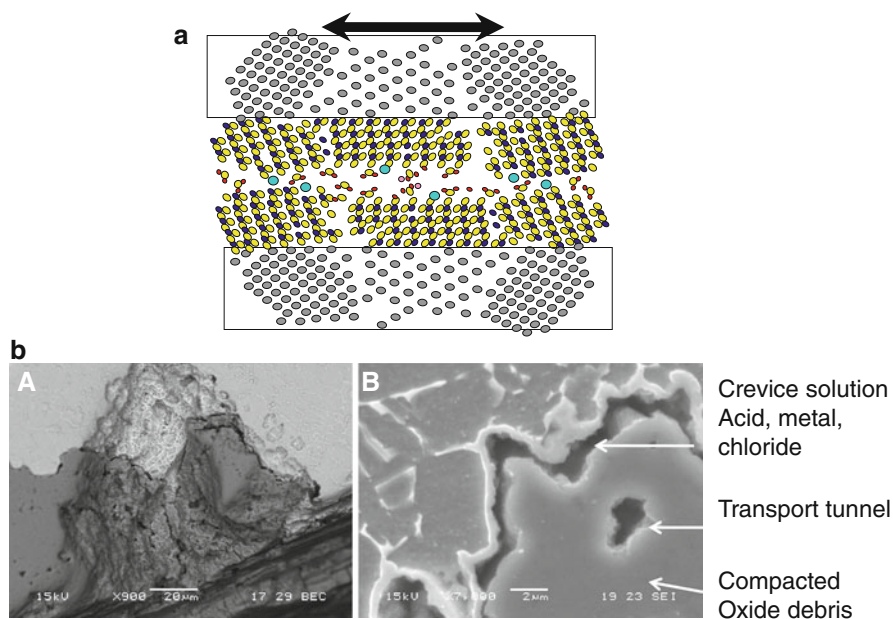 a
b
A
B
15kV X900 20µm 17 29 BEC
15kV 2µm 19 23 SEI
Crevice solution
Acid, metal,
chloride
Transport tunnel
Compacted
Oxide debris